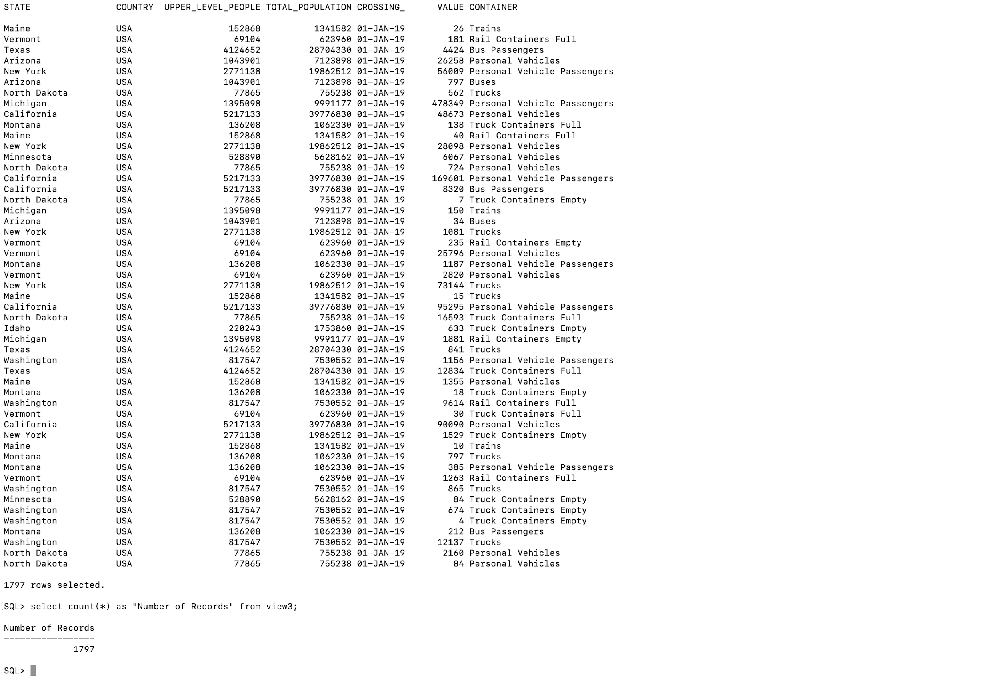 STATE                COUNTRY  UPPER_LEVEL_PEOPLE TOTAL_POPULATION CROSSING_      VALUE CONTAINER
-------------------- -------- ------------------ ---------------- --------- ---------- ---------------------------------------------
Maine                USA                  152868          1341582 01-JAN-19         26 Trains
Vermont              USA                   69104           623960 01-JAN-19        181 Rail Containers Full
Texas                USA                 4124652         28704330 01-JAN-19       4424 Bus Passengers
Arizona              USA                 1043901          7123898 01-JAN-19      26258 Personal Vehicles
New York             USA                 2771138         19862512 01-JAN-19      56009 Personal Vehicle Passengers
Arizona              USA                 1043901          7123898 01-JAN-19        797 Buses
North Dakota         USA                   77865           755238 01-JAN-19        562 Trucks
Michigan             USA                 1395098          9991177 01-JAN-19     478349 Personal Vehicle Passengers
California           USA                 5217133         39776830 01-JAN-19      48673 Personal Vehicles
Montana              USA                  136208          1062330 01-JAN-19        138 Truck Containers Full
Maine                USA                  152868          1341582 01-JAN-19         40 Rail Containers Full
New York             USA                 2771138         19862512 01-JAN-19      28098 Personal Vehicles
Minnesota            USA                  528890          5628162 01-JAN-19       6067 Personal Vehicles
North Dakota         USA                   77865           755238 01-JAN-19        724 Personal Vehicles
California           USA                 5217133         39776830 01-JAN-19     169601 Personal Vehicle Passengers
California           USA                 5217133         39776830 01-JAN-19       8320 Bus Passengers
North Dakota         USA                   77865           755238 01-JAN-19          7 Truck Containers Empty
Michigan             USA                 1395098          9991177 01-JAN-19        150 Trains
Arizona              USA                 1043901          7123898 01-JAN-19         34 Buses
New York             USA                 2771138         19862512 01-JAN-19       1081 Trucks
Vermont              USA                   69104           623960 01-JAN-19        235 Rail Containers Empty
Vermont              USA                   69104           623960 01-JAN-19      25796 Personal Vehicles
Montana              USA                  136208          1062330 01-JAN-19       1187 Personal Vehicle Passengers
Vermont              USA                   69104           623960 01-JAN-19       2820 Personal Vehicles
New York             USA                 2771138         19862512 01-JAN-19      73144 Trucks
Maine                USA                  152868          1341582 01-JAN-19         15 Trucks
California           USA                 5217133         39776830 01-JAN-19      95295 Personal Vehicle Passengers
North Dakota         USA                   77865           755238 01-JAN-19      16593 Truck Containers Full
Idaho                USA                  220243          1753860 01-JAN-19        633 Truck Containers Empty
Michigan             USA                 1395098          9991177 01-JAN-19       1881 Rail Containers Empty
Texas                USA                 4124652         28704330 01-JAN-19        841 Trucks
Washington           USA                  817547          7530552 01-JAN-19       1156 Personal Vehicle Passengers
Texas                USA                 4124652         28704330 01-JAN-19      12834 Truck Containers Full
Maine                USA                  152868          1341582 01-JAN-19       1355 Personal Vehicles
Montana              USA                  136208          1062330 01-JAN-19         18 Truck Containers Empty
Washington           USA                  817547          7530552 01-JAN-19       9614 Rail Containers Full
Vermont              USA                   69104           623960 01-JAN-19         30 Truck Containers Full
California           USA                 5217133         39776830 01-JAN-19      90090 Personal Vehicles
New York             USA                 2771138         19862512 01-JAN-19       1529 Truck Containers Empty
Maine                USA                  152868          1341582 01-JAN-19         10 Trains
Montana              USA                  136208          1062330 01-JAN-19        797 Trucks
Montana              USA                  136208          1062330 01-JAN-19        385 Personal Vehicle Passengers
Vermont              USA                   69104           623960 01-JAN-19       1263 Rail Containers Full
Washington           USA                  817547          7530552 01-JAN-19        865 Trucks
Minnesota            USA                  528890          5628162 01-JAN-19         84 Truck Containers Empty
Washington           USA                  817547          7530552 01-JAN-19        674 Truck Containers Empty
Washington           USA                  817547          7530552 01-JAN-19          4 Truck Containers Empty
Montana              USA                  136208          1062330 01-JAN-19        212 Bus Passengers
Washington           USA                  817547          7530552 01-JAN-19      12137 Trucks
North Dakota         USA                   77865           755238 01-JAN-19       2160 Personal Vehicles
North Dakota         USA                   77865           755238 01-JAN-19         84 Personal Vehicles

1797 rows selected.

[SQL> select count(*) as "Number of Records" from view3;

Number of Records
-----------------
             1797

SQL>